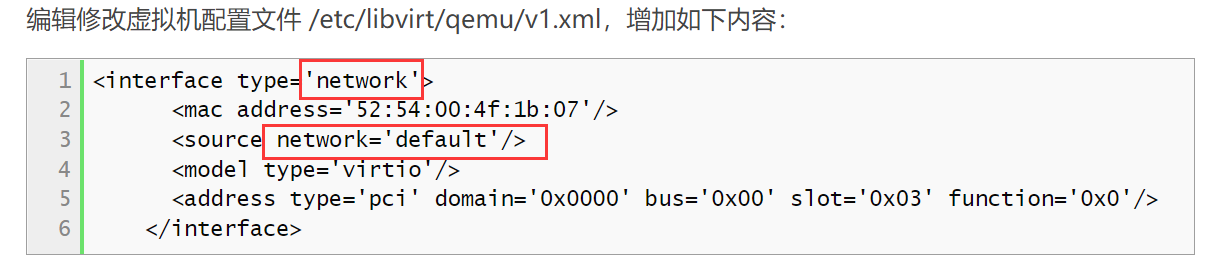 编辑修改虚拟机配置文件 /etc/libvirt/qemu/v1.xml，增加如下内容：
1 <interface type='network'>
2 <mac address='52:54:00:4f:1b:07'/>
3 <source network='default'/>
4 <model type='virtio'/>
5 <address type='pci' domain='0x0000' bus='0x00' slot='0x03' function='0x0'/>
6 </interface>